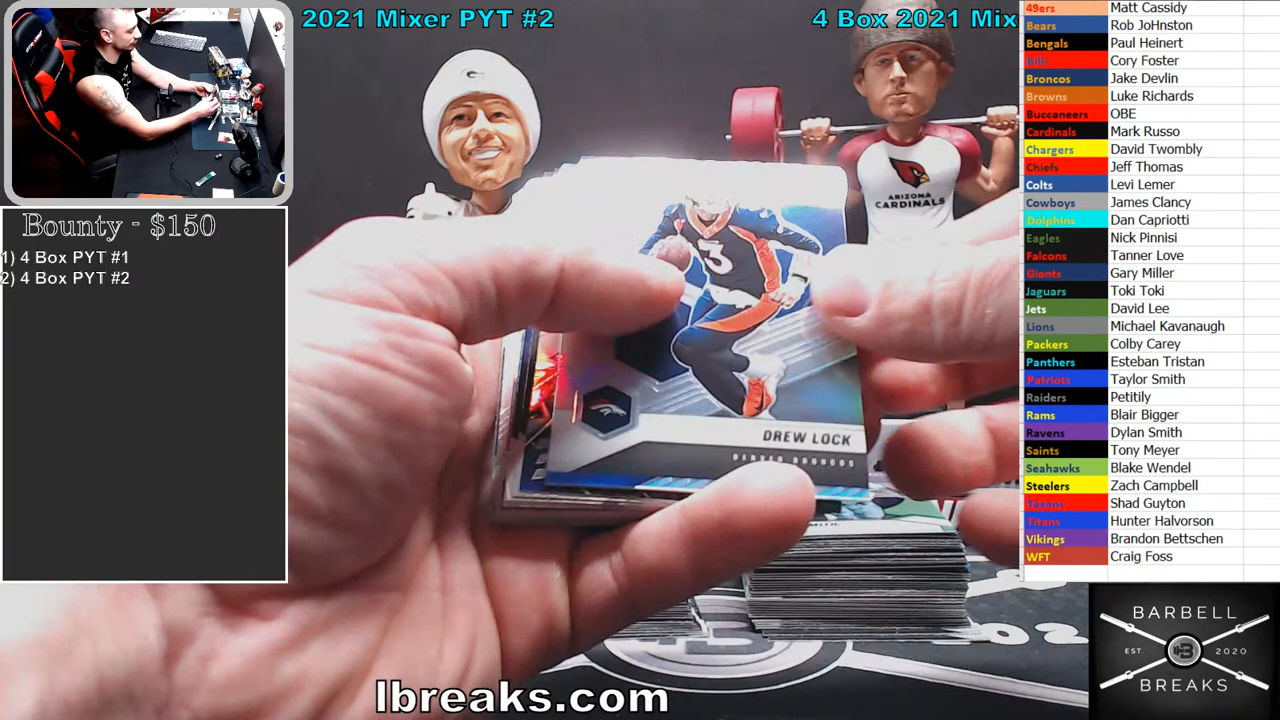 2021 Mixer PYT #2
4 Box 2021 Mix
Bounty - $150
1) 4 Box PYT #1
2) 4 Box PYT #2
49ers Matt Cassidy
Bears Rob JoHnston
Bengals Paul Heinert
Bills Cory Foster
Broncos Jake Devlin
Browns Luke Richards
Buccaneers OBE
Cardinals Mark Russo
Chargers David Twombly
Chiefs Jeff Thomas
Colts Levi Lemer
Cowboys James Clancy
Dolphins Dan Capriotti
Eagles Nick Pinnisi
Falcons Tanner Love
Giants Gary Miller
Jaguars Toki Toki
Jets David Lee
Lions Michael Kavanaugh
Packers Colby Carey
Panthers Esteban Tristan
Patriots Taylor Smith
Raiders Petitily
Rams Blair Bigger
Ravens Dylan Smith
Saints Tony Meyer
Seahawks Blake Wendel
Steelers Zach Campbell
Texans Shad Guyton
Titans Hunter Halvorson
Vikings Brandon Bettschen
WFT Craig Foss
ARIZONA
CARDINALS
3
DREW LOCK
DENVER BRONCOS
BARBELL
EST. 2020
BREAKS
lbreaks.com